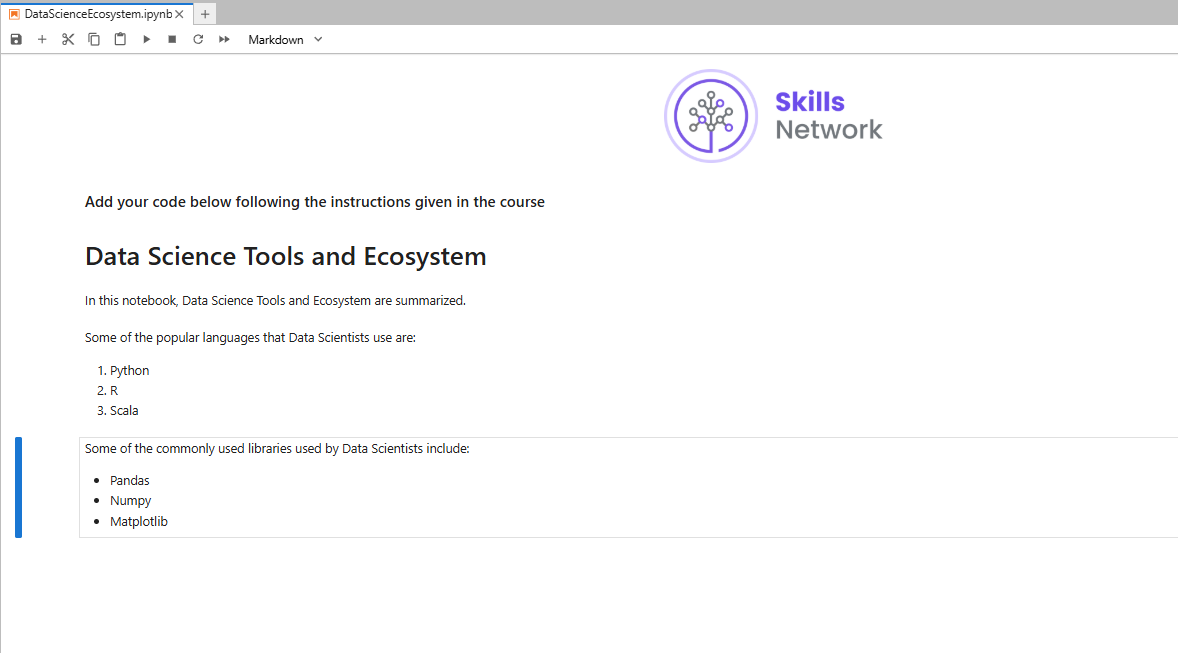 DataScienceEcosystem.ipynb
Markdown
Skills
Network
Add your code below following the instructions given in the course
Data Science Tools and Ecosystem
In this notebook, Data Science Tools and Ecosystem are summarized.
Some of the popular languages that Data Scientists use are:
1. Python
2. R
3. Scala
Some of the commonly used libraries used by Data Scientists include:
• Pandas
• Numpy
• Matplotlib